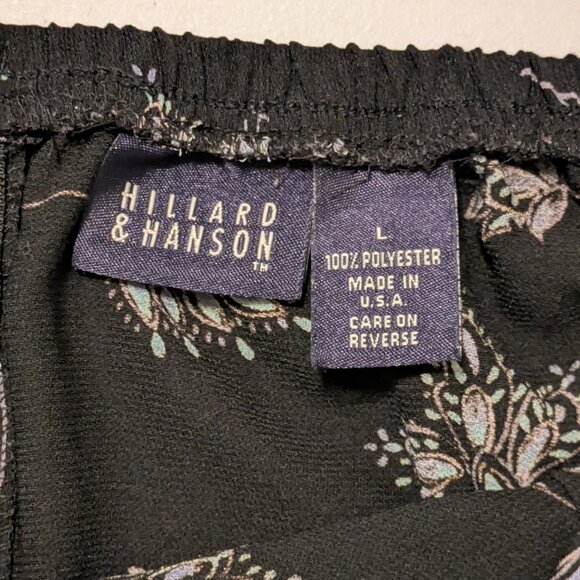 HILLARD
& HANSON
TM
L
100% POLYESTER
MADE IN
U.S.A.
CARE ON
REVERSE